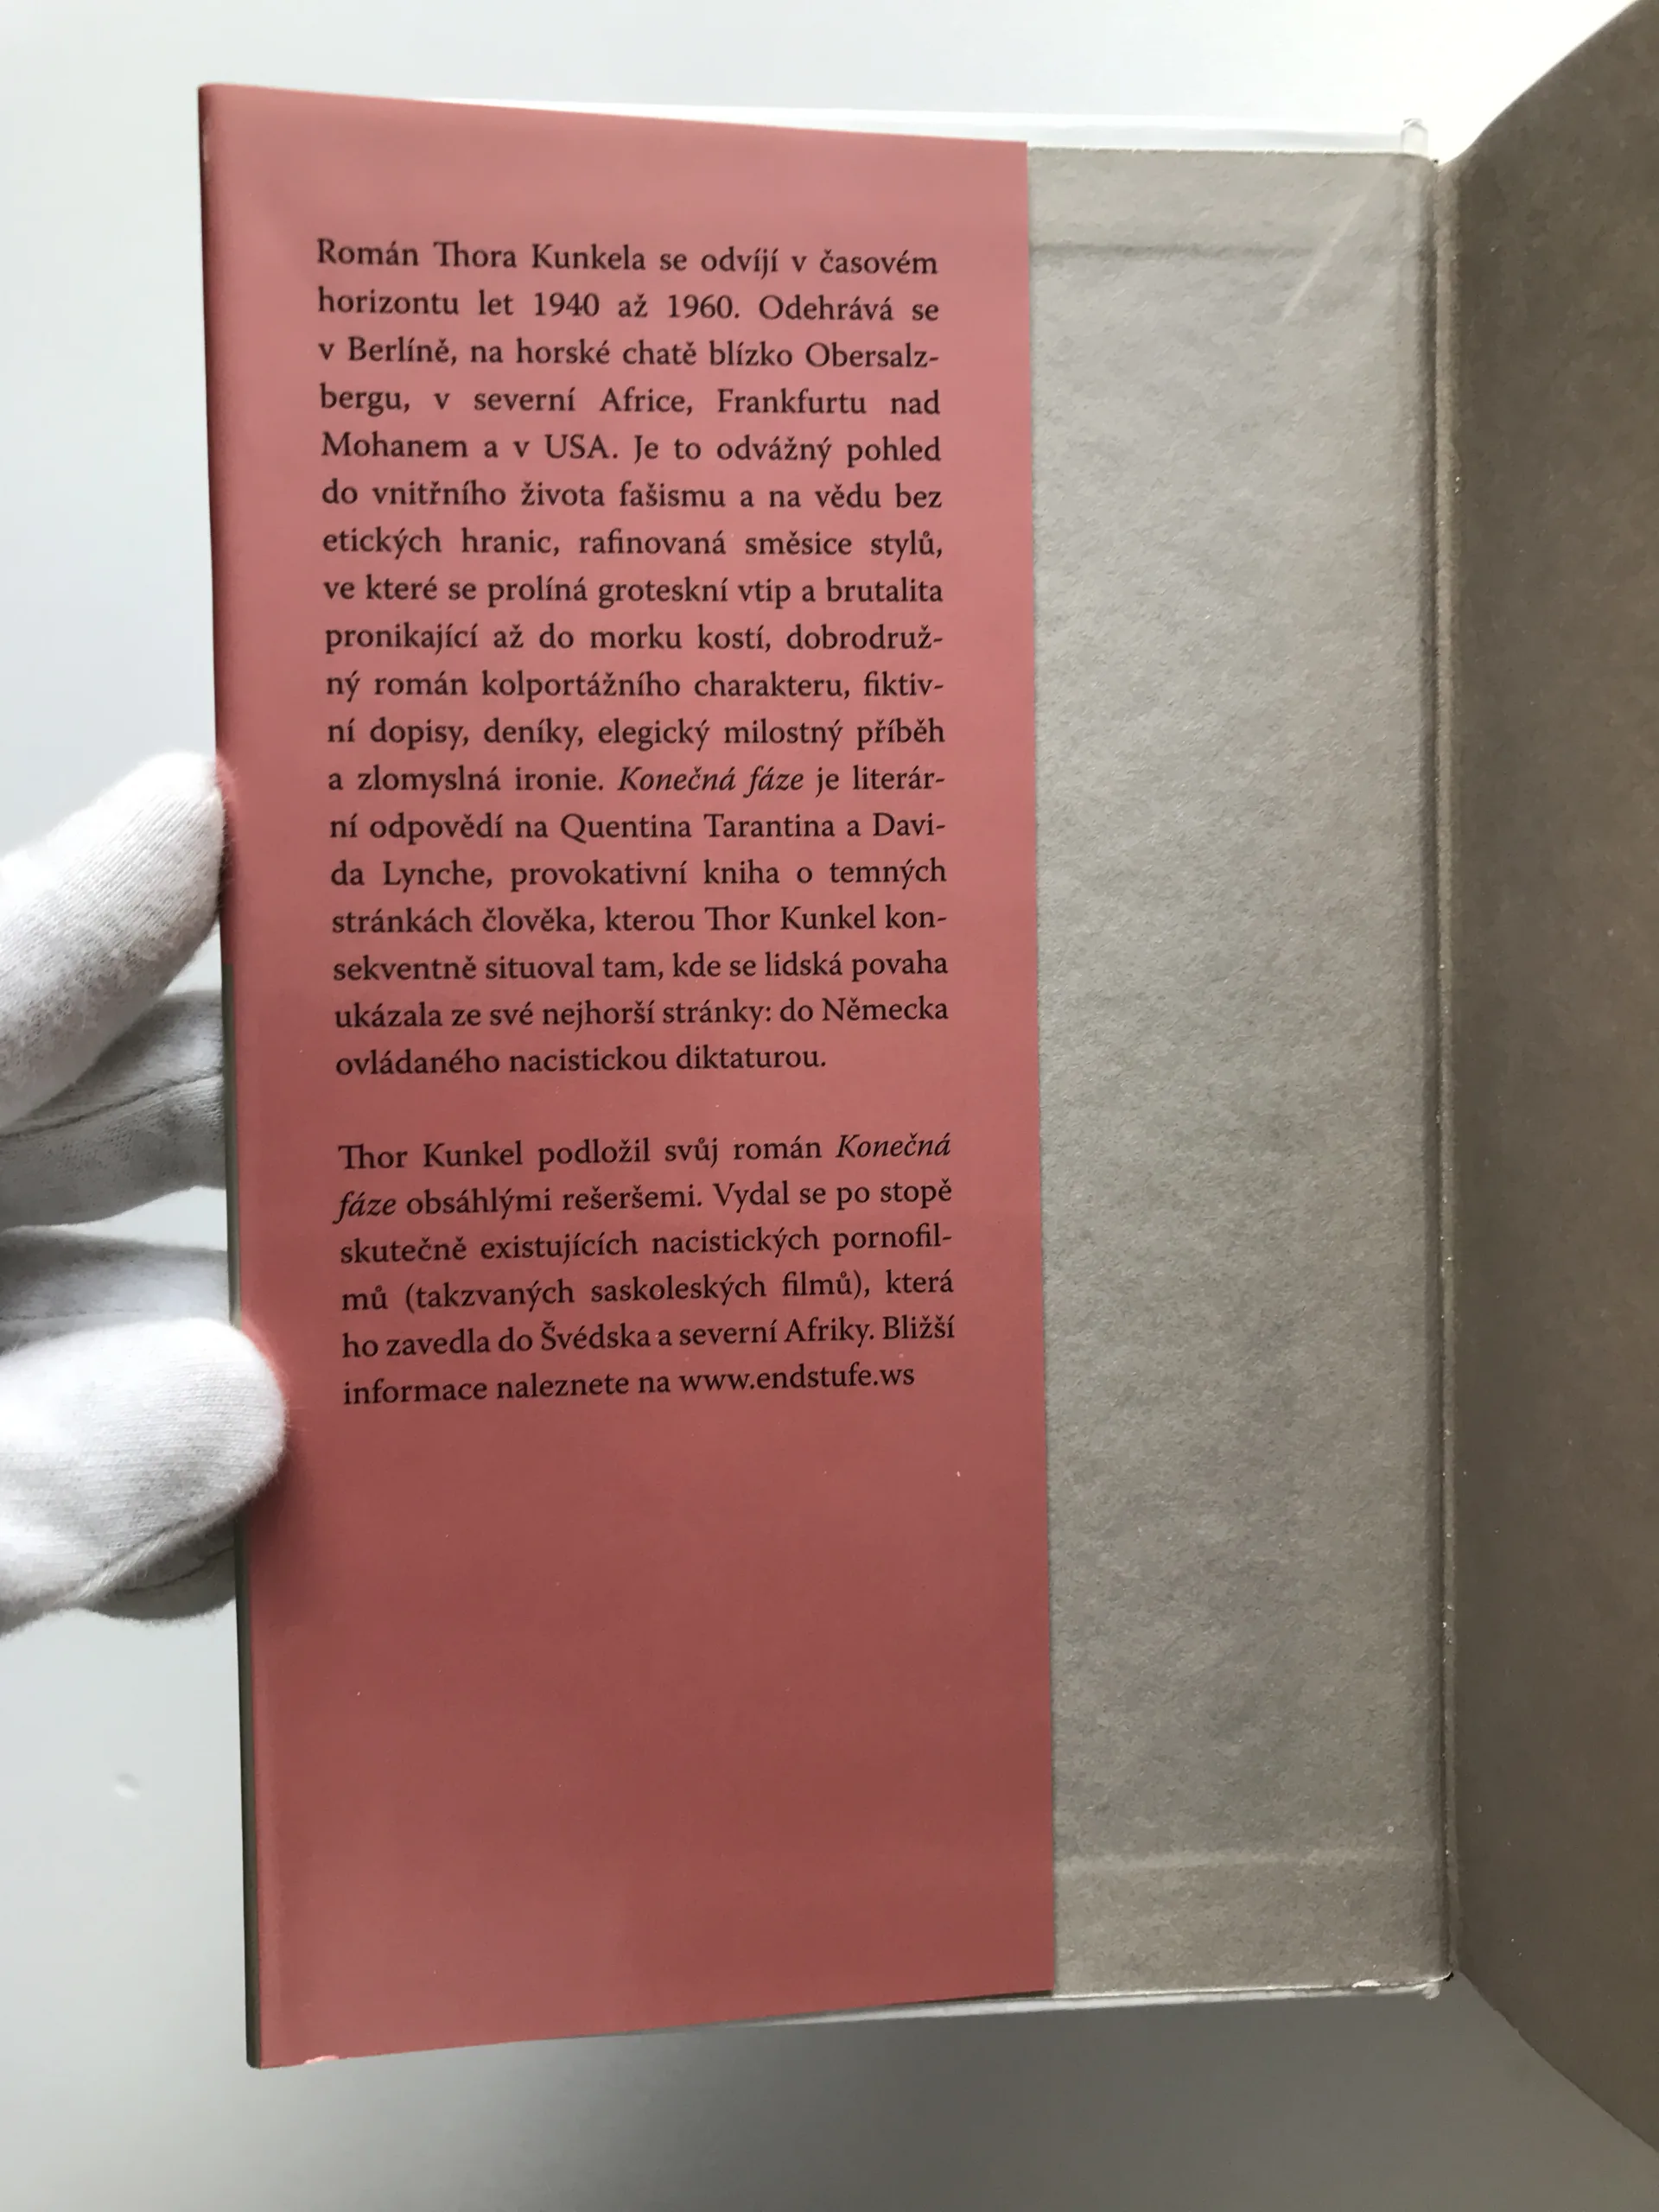 Román Thora Kunkela se odvíjí v časovém
horizontu let 1940 až 1960. Odehrává se
v Berlíně, na horské chatě blízko Obersalz-
bergu, v severní Africe, Frankfurtu nad
Mohanem a v USA. Je to odvážný pohled
do vnitřního života fašismu a na vědu bez
etických hranic, rafinovaná směsice stylů,
ve které se prolíná groteskní vtip a brutalita
pronikající až do morku kostí, dobrodruž-
ný román kolportážního charakteru, fiktiv-
ní dopisy, deníky, elegický milostný příběh
a zlomyslná ironie. Konečná fáze je literár-
ní odpovědí na Quentina Tarantina a Davi-
da Lynche, provokativní kniha o temných
stránkách člověka, kterou Thor Kunkel kon-
sekventně situoval tam, kde se lidská povaha
ukázala ze své nejhorší stránky: do Německa
ovládaného nacistickou diktaturou.
Thor Kunkel podložil svůj román Konečná
fáze obsáhlými rešeršemi. Vydal se po stopě
skutečně existujících nacistických pornofil-
mů (takzvaných saskoleských filmů), která
ho zavedla do Švédska a severní Afriky. Bližší
informace naleznete na www.endstufe.ws